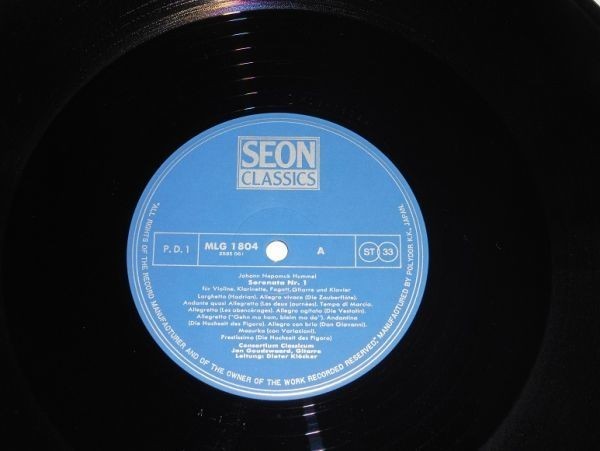 SEON
CLASSICS
P.D.1
MLG 1804
2535 061
A
ST 33
Johann Nepomuk Hummel
Serenata Nr. 1
für Violine, Klarinette, Fagott, Gitarre und Klavier
Larghetto (Hadrian). Allegro vivace (Die Zauberflöte).
Andante quasi Allegretto (Les deux journées). Tempo di Marcia.
Allegretto (Les abencérages). Allegro agitato (Die Vestalin).
Allegretto ("Gehn ma ham, bleim ma do"). Andantino
(Die Hochzeit des Figaro). Allegro con brio (Don Giovanni).
Mazurka (con Variazioni).
Prestissimo (Die Hochzeit des Figaro)
Consortium Classicum
Jan Goudswaard, Gitarre
Leitung: Dieter Klöcker
"ALL RIGHTS OF THE RECORD MANUFACTURER AND OF THE OWNER OF THE WORK RECORDED RESERVED." MANUFACTURED BY POLYDOR K.K., JAPAN.